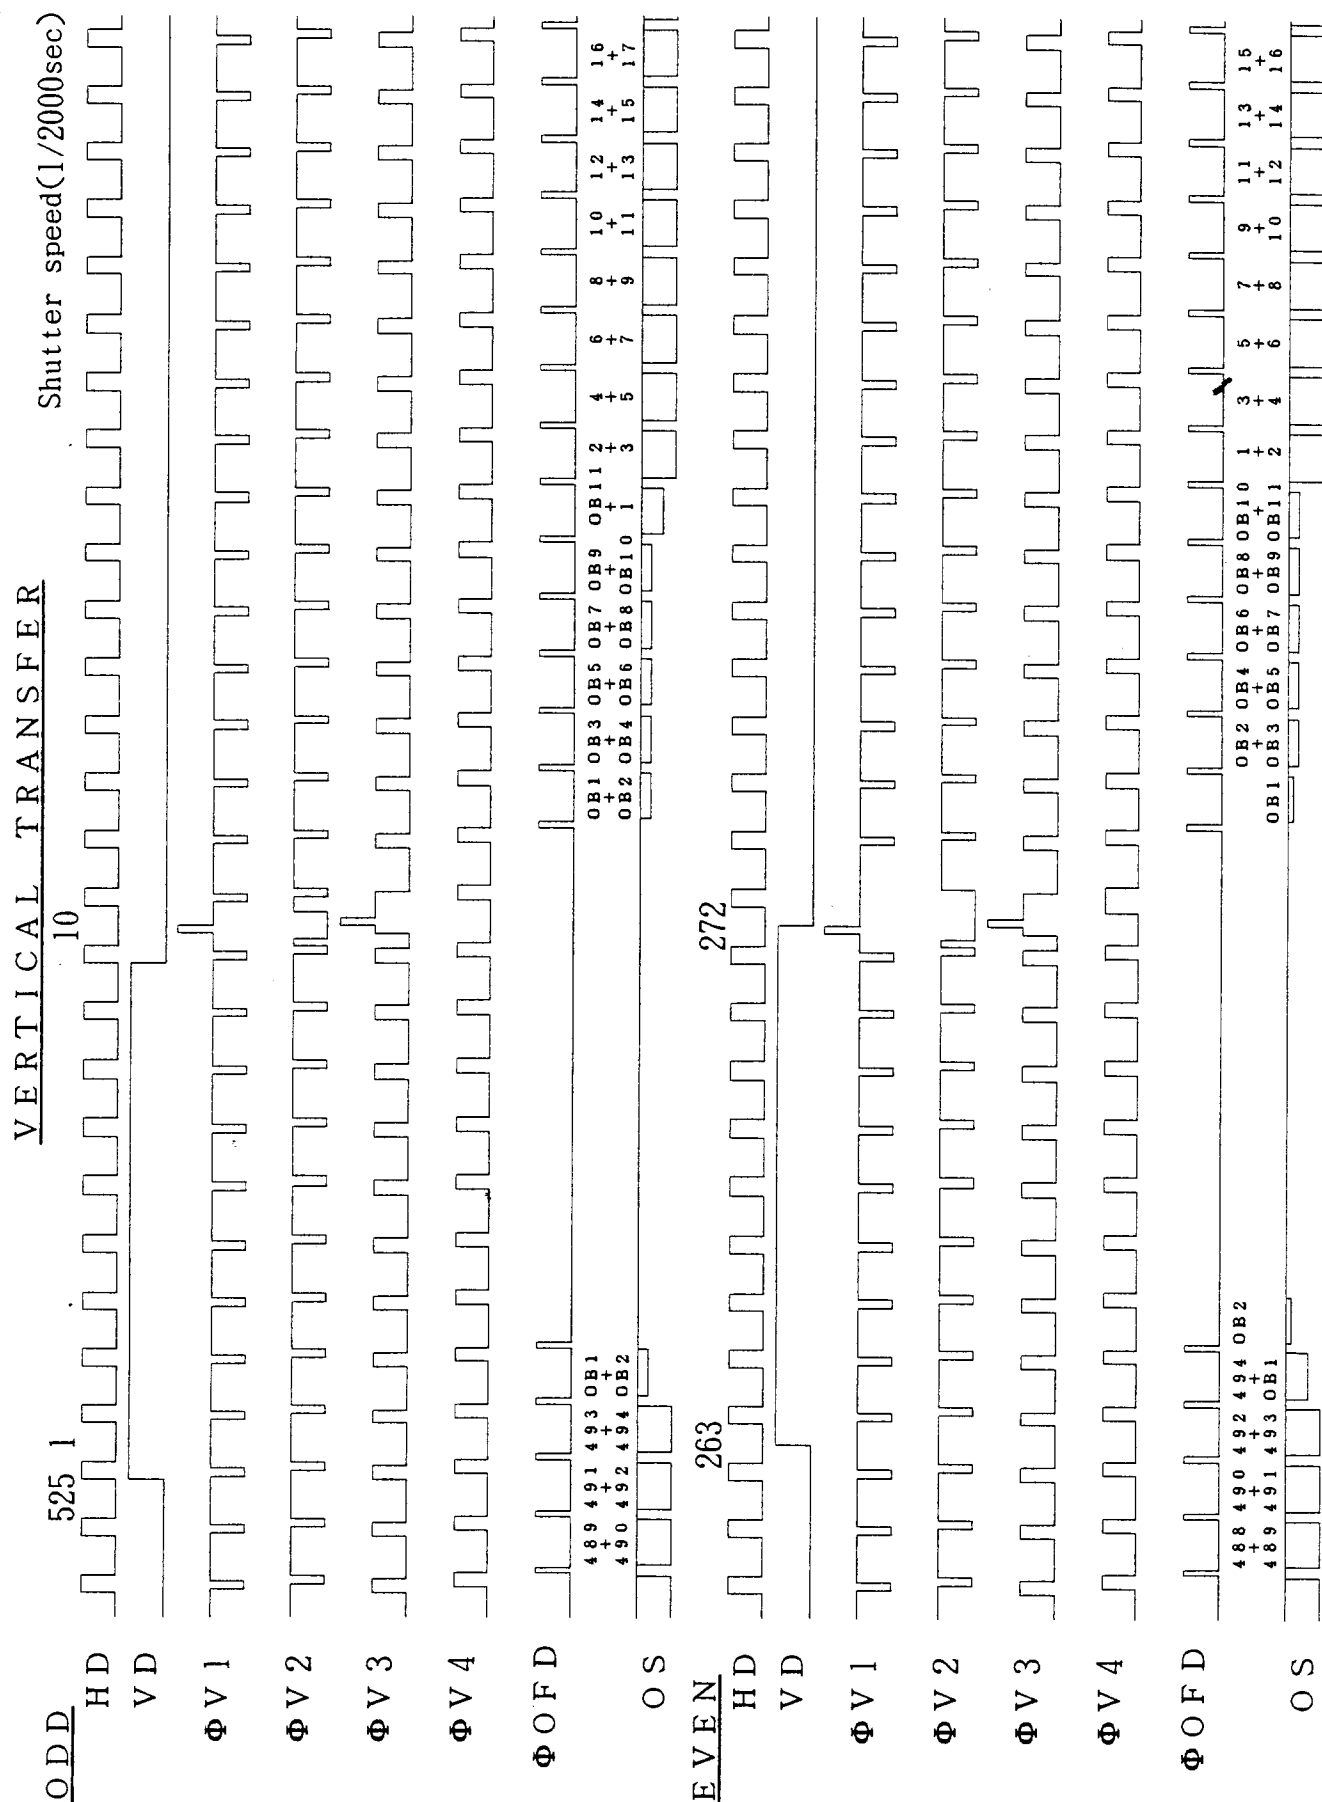 VERTICAL TRANSFER
Shutter speed(1/2000sec)
ODD
525 1 10
HD
VD
ΦV1
ΦV2
ΦV3
ΦV4
ΦOFD
489 491 493 OB1 OB1 OB3 OB5 OB7 OB9 OB11 2 4 6 8 10 12 14 16
+ + + + + + + + + + + + + + + + + +
490 492 494 OB2 OB2 OB4 OB6 OB8 OB10 1 3 5 7 9 11 13 15 17
OS
EVEN
263 272
HD
VD
ΦV1
ΦV2
ΦV3
ΦV4
ΦOFD
488 490 492 494 OB2 OB2 OB4 OB6 OB8 OB10 1 3 5 7 9 11 13 15
+ + + + + + + + + + + + + + + + +
489 491 493 OB1 OB1 OB3 OB5 OB7 OB9 OB11 2 4 6 8 10 12 14 16
OS